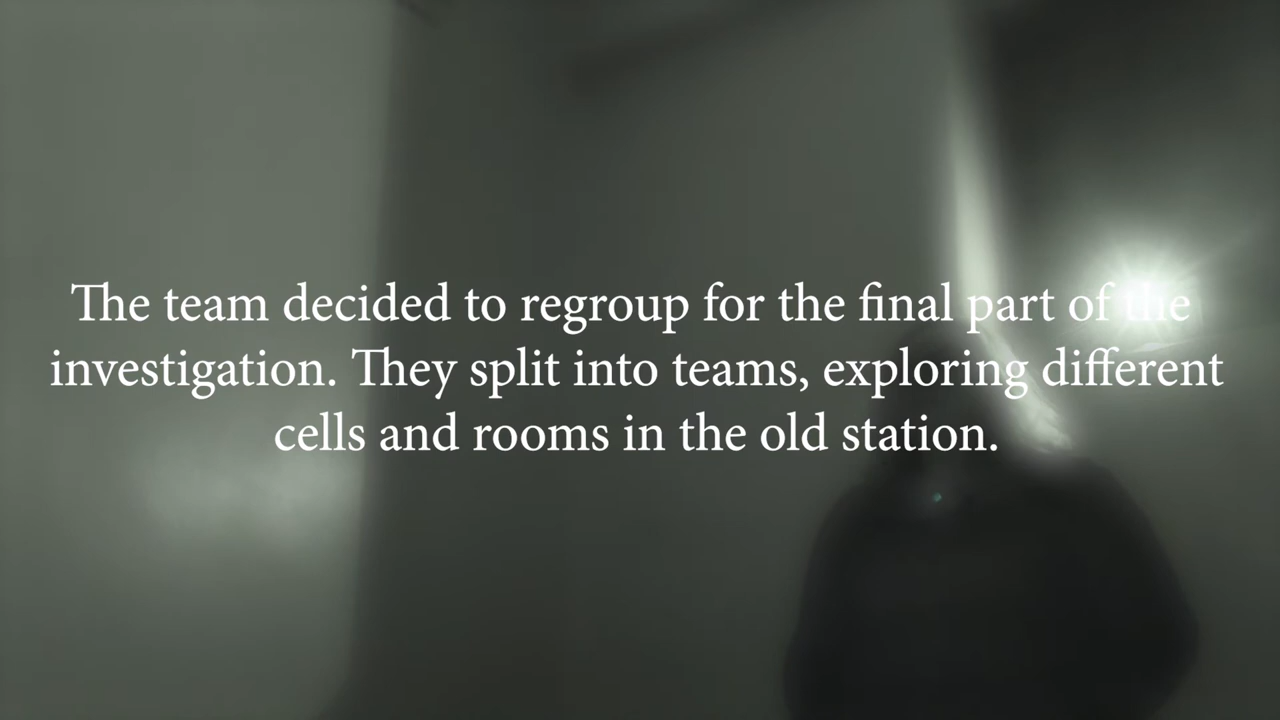 The team decided to regroup for the final part of the
investigation. They split into teams, exploring different
cells and rooms in the old station.